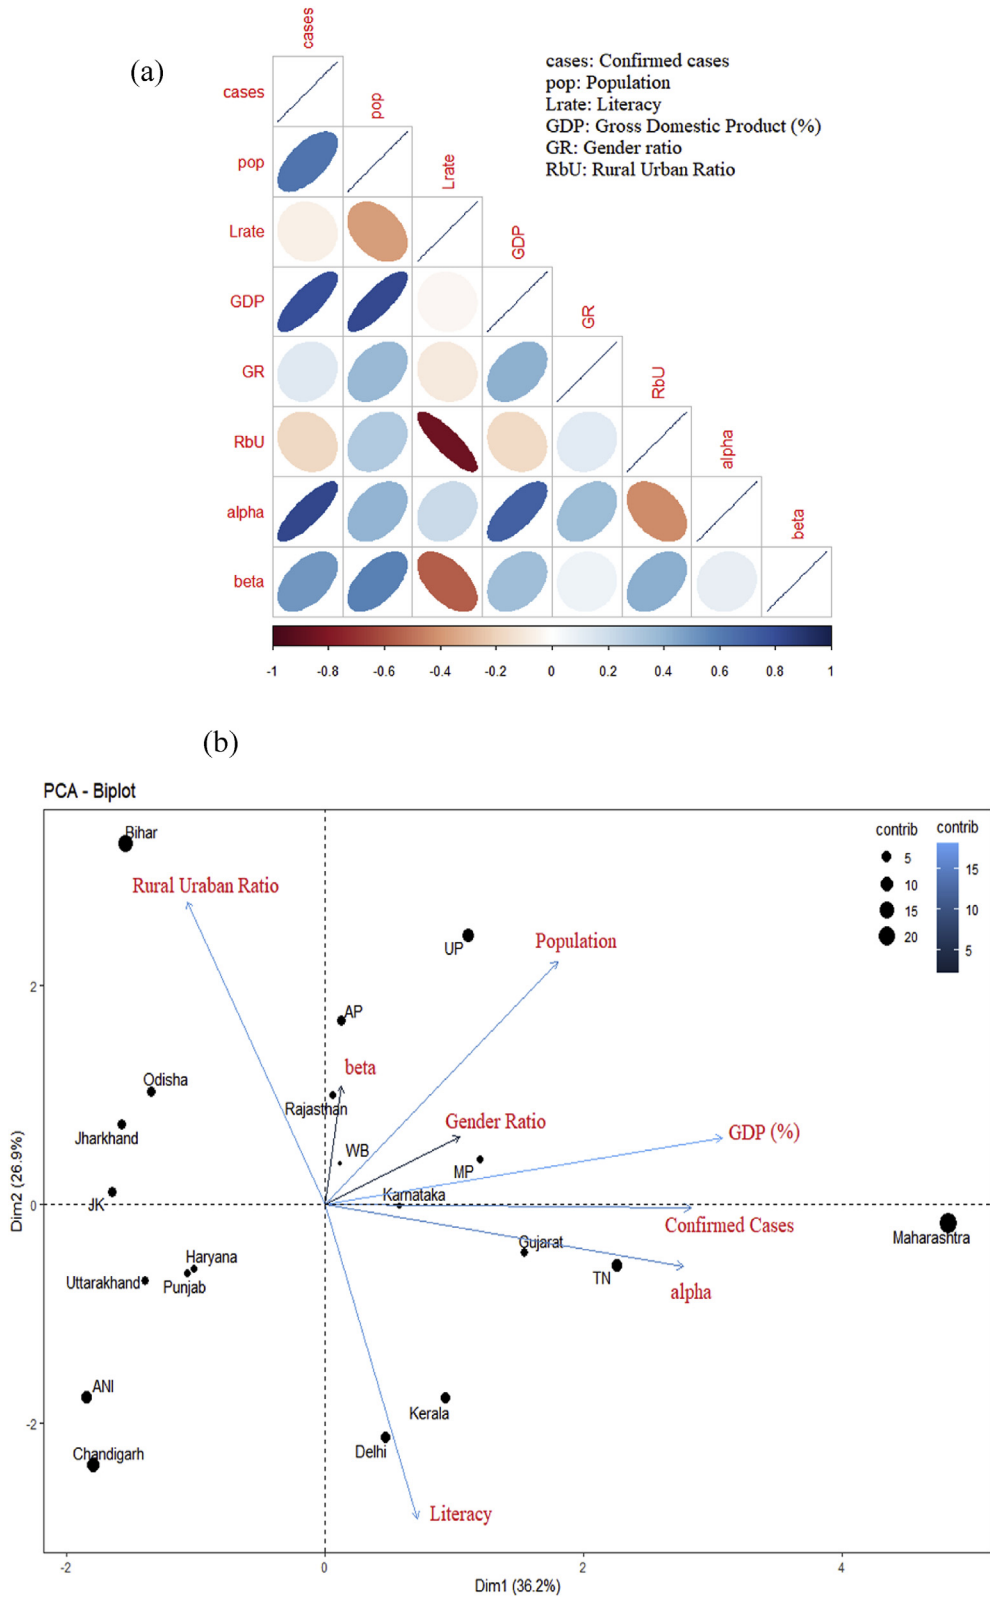 cases
(a)
cases: Confirmed cases
pop: Population
Lrate: Literacy
GDP: Gross Domestic Product (%)
GR: Gender ratio
RbU: Rural Urban Ratio
cases
pop
pop
Lrate
Lrate
GDP
GDP
GR
GR
RbU
RbU
alpha
alpha
beta
beta
-1 -0.8 -0.6 -0.4 -0.2 0 0.2 0.4 0.6 0.8 1
(b)
PCA - Biplot
Bihar
Rural Uraban Ratio
UP
Population
AP
beta
Odisha
Rajasthan
Gender Ratio
Jharkhand
GDP (%)
WB
MP
JK
Karnataka
Confirmed Cases
Maharashtra
Gujarat
Haryana
Uttarakhand
Punjab
TN
alpha
ANI
Kerala
Chandigarh
Delhi
Literacy
contrib
5
10
15
20
contrib
15
10
5
2
0
-2
Dim2 (26.9%)
-2 0 2 4
Dim1 (36.2%)